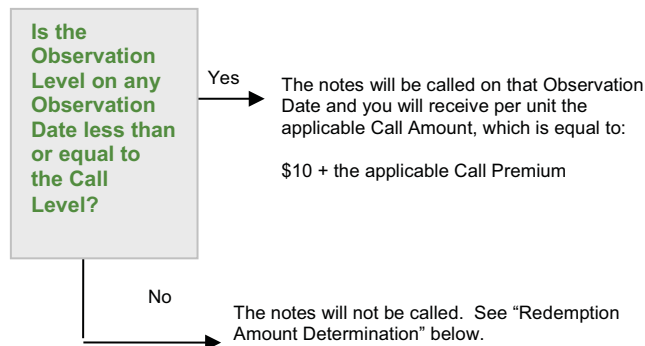 Is the
Observation
Level on any
Observation
Date less than
or equal to
the Call
Level?
Yes
The notes will be called on that Observation
Date and you will receive per unit the
applicable Call Amount, which is equal to:
$10 + the applicable Call Premium
No
The notes will not be called. See “Redemption
Amount Determination” below.